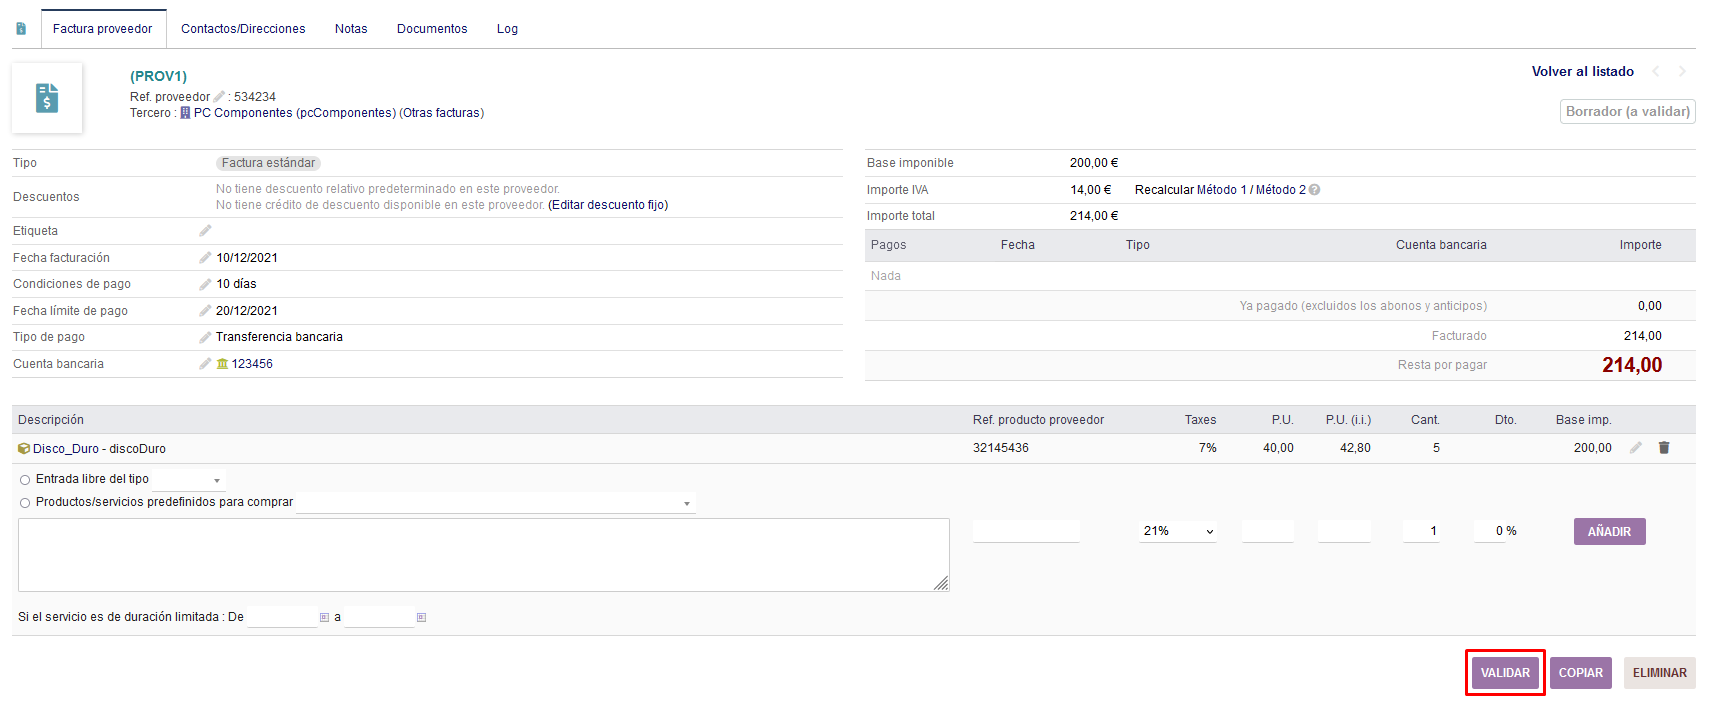 Factura proveedor Contactos/Direcciones Notas Documentos Log
(PROV1)
Volver al listado
Ref. proveedor : 534234
Tercero : PC Componentes (pcComponentes) (Otras facturas)
Borrador (a validar)
Tipo Factura estándar
Descuentos No tiene descuento relativo predeterminado en este proveedor.
No tiene crédito de descuento disponible en este proveedor. (Editar descuento fijo)
Etiqueta
Fecha facturación 10/12/2021
Condiciones de pago 10 días
Fecha límite de pago 20/12/2021
Tipo de pago Transferencia bancaria
Cuenta bancaria 123456
Base imponible 200,00 €
Importe IVA 14,00 € Recalcular Método 1 / Método 2
Importe total 214,00 €
Pagos Fecha Tipo Cuenta bancaria Importe
Nada
Ya pagado (excluidos los abonos y anticipos) 0,00
Facturado 214,00
Resta por pagar 214,00
Descripción Ref. producto proveedor Taxes P.U. P.U. (i.i.) Cant. Dto. Base imp.
Disco_Duro - discoDuro 32145436 7% 40,00 42,80 5 200,00
Entrada libre del tipo
Productos/servicios predefinidos para comprar
21% 1 0 % AÑADIR
Si el servicio es de duración limitada : De a
VALIDAR COPIAR ELIMINAR